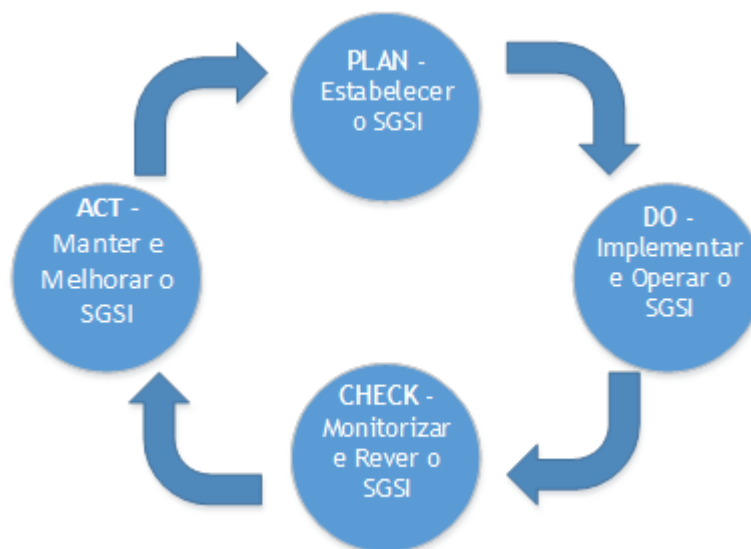 PLAN -
Estabelecer
o SGSI
DO -
Implementar
e Operar o
SGSI
CHECK -
Monitorizar
e Rever o
SGSI
ACT -
Manter e
Melhorar o
SGSI